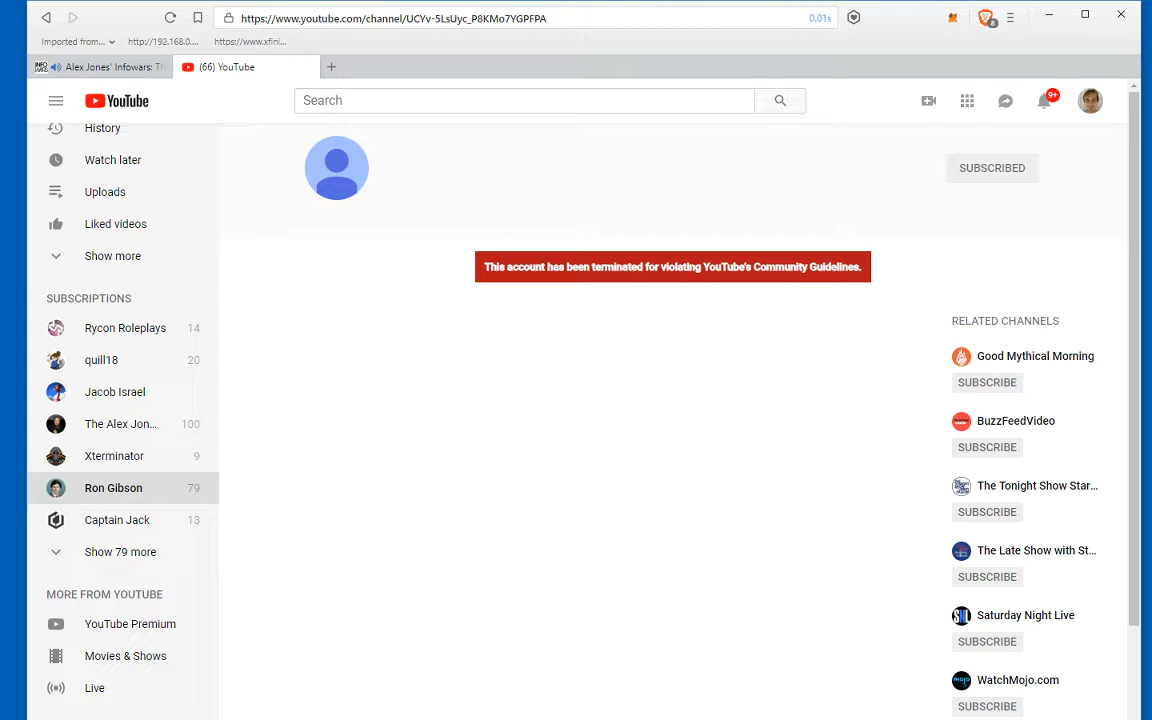 https://www.youtube.com/channel/UCYv-5LsUyc_P8KMo7YGPFPA
0.01s
8
Imported from...
http://192.168.0....
https://www.xfini...
INFO
Alex Jones' Infowars: Th
(66) YouTube
YouTube
Search
9+
History
Watch later
Uploads
Liked videos
Show more
SUBSCRIBED
This account has been terminated for violating YouTube's Community Guidelines.
SUBSCRIPTIONS
Rycon Roleplays 14
quill18 20
Jacob Israel
The Alex Jon... 100
Xterminator 9
Ron Gibson 79
Captain Jack 13
Show 79 more
MORE FROM YOUTUBE
YouTube Premium
Movies & Shows
Live
RELATED CHANNELS
Good Mythical Morning
SUBSCRIBE
BuzzFeedVideo
SUBSCRIBE
The Tonight Show Star...
SUBSCRIBE
The Late Show with St...
SUBSCRIBE
SNL
Saturday Night Live
SUBSCRIBE
mojo
WatchMojo.com
SUBSCRIBE